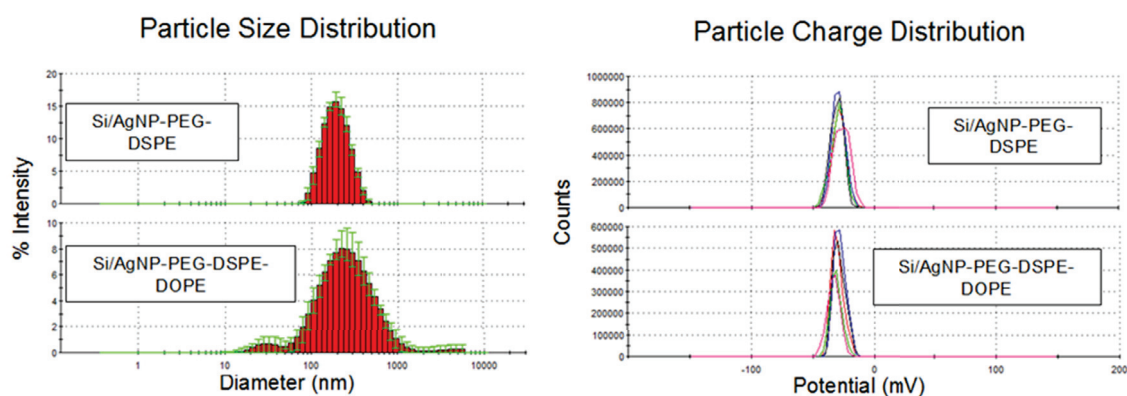 Particle Size Distribution
20
15
10
5
0
Si/AgNP-PEG-
DSPE
10
8
6
4
2
0
Si/AgNP-PEG-DSPE-
DOPE
1
10
100
1000
10000
% Intensity
Diameter (nm)
Particle Charge Distribution
1000000
800000
600000
400000
200000
0
Si/AgNP-PEG-
DSPE
600000
500000
400000
300000
200000
100000
0
Si/AgNP-PEG-DSPE-
DOPE
-100
0
100
200
Counts
Potential (mV)